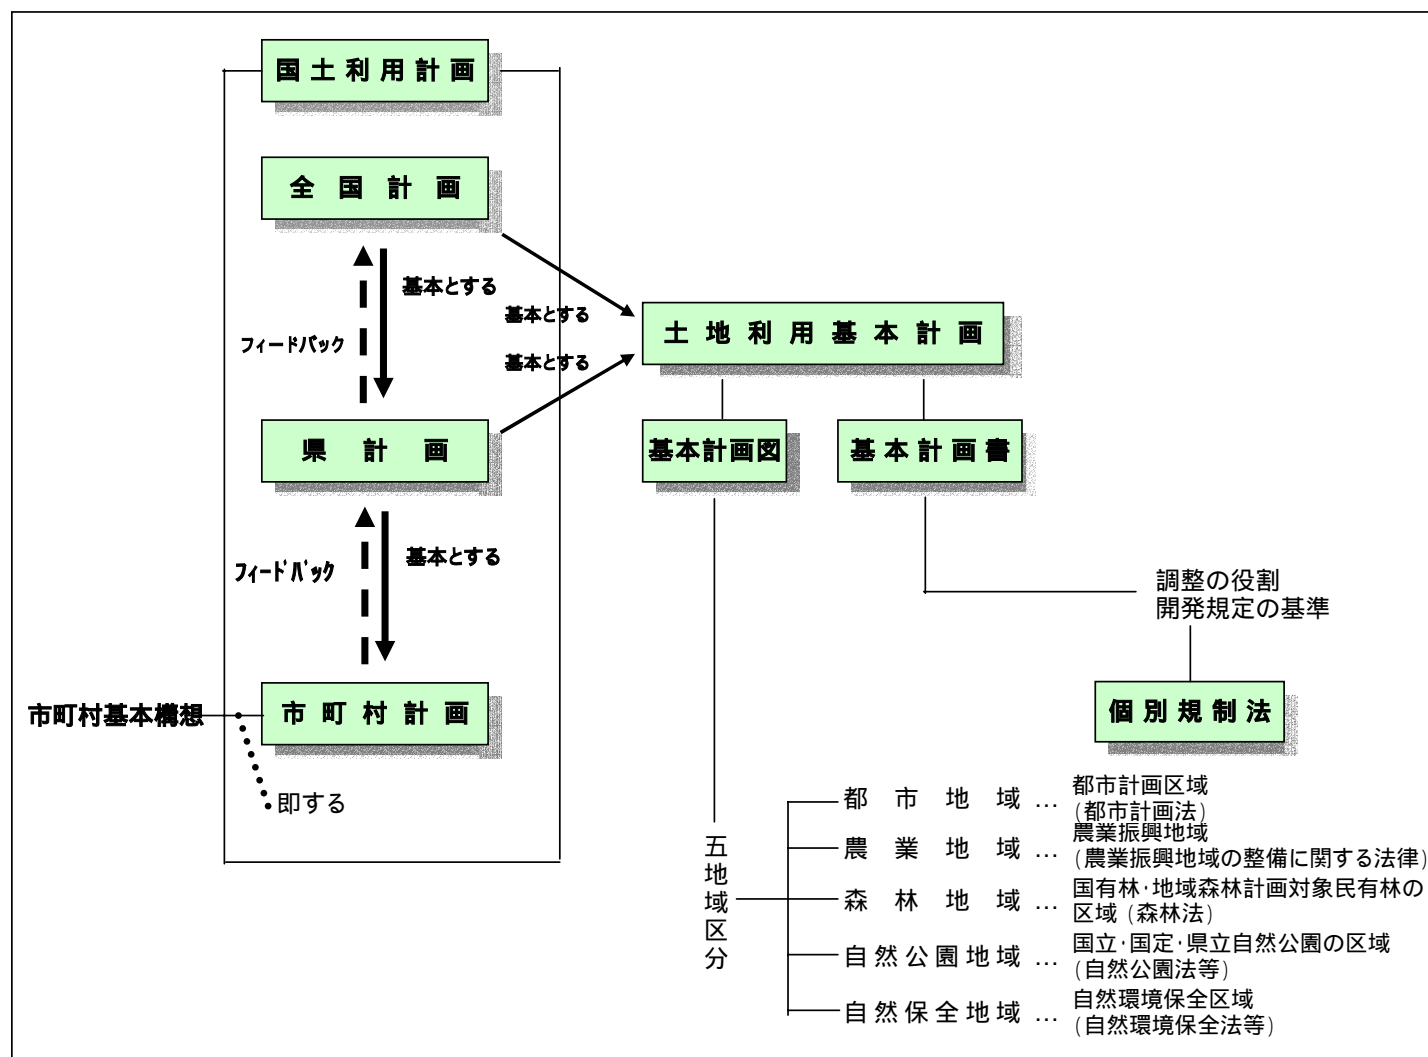 国土利用計画
全国計画
基本とする
フィードバック
基本とする
基本とする
土地利用基本計画
県計画
基本計画図
基本計画書
フィードバック
基本とする
調整の役割
開発規定の基準
市町村基本構想
市町村計画
個別規制法
即する
五地域区分
都市地域…
都市計画区域
(都市計画法)
農業地域…
農業振興地域
(農業振興地域の整備に関する法律)
森林地域…
国有林・地域森林計画対象民有林の
区域(森林法)
自然公園地域…
国立・国定・県立自然公園の区域
(自然公園法等)
自然保全地域…
自然環境保全区域
(自然環境保全法等)